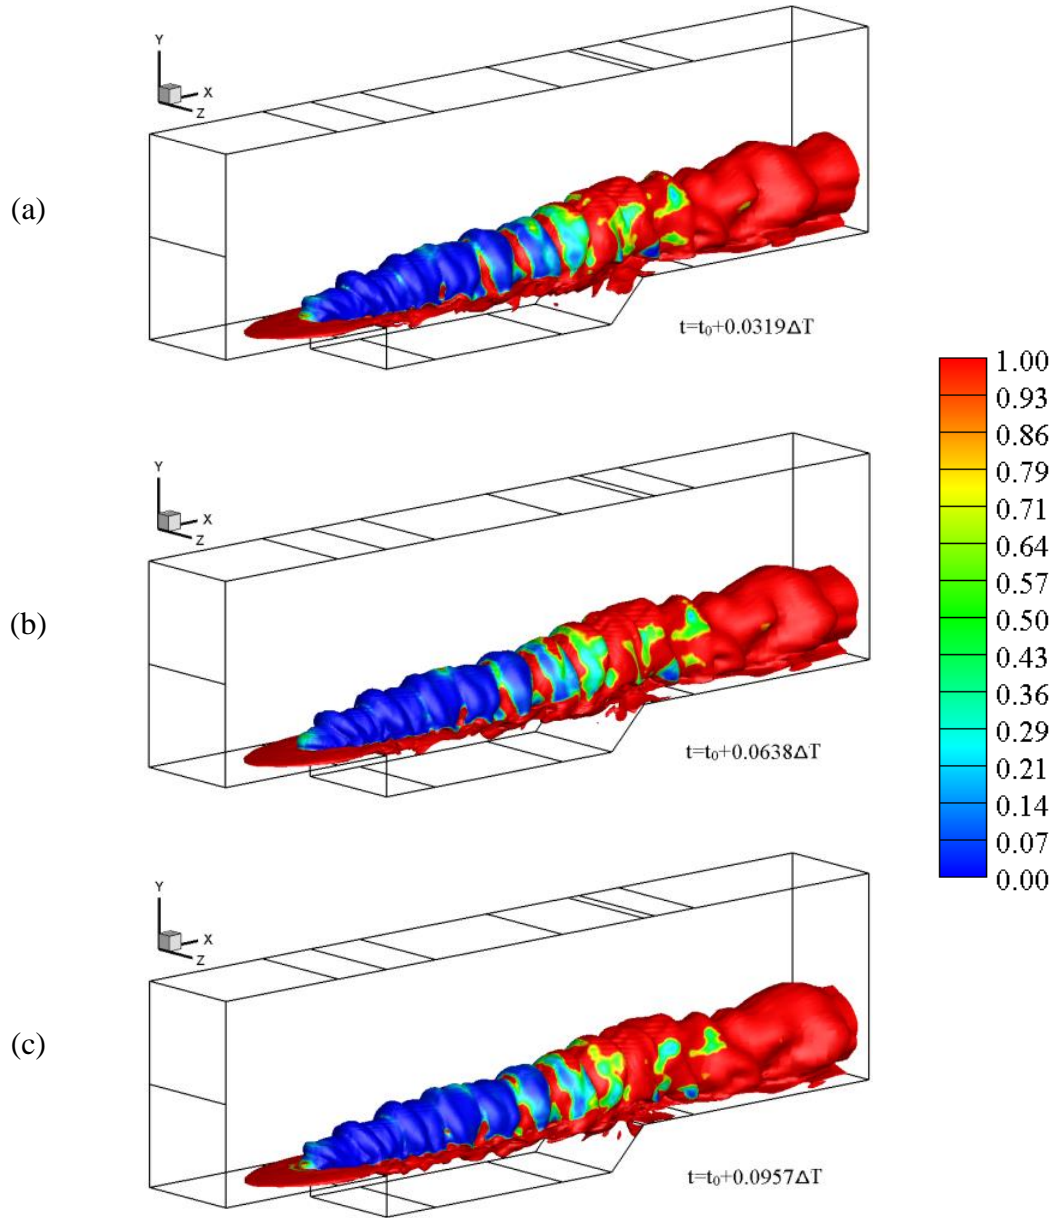 Y
X
Z
(a)
t=t₀+0.0319ΔT
1.00
0.93
0.86
0.79
0.71
0.64
0.57
0.50
0.43
0.36
0.29
0.21
0.14
0.07
0.00
Y
X
Z
(b)
t=t₀+0.0638ΔT
Y
X
Z
(c)
t=t₀+0.0957ΔT